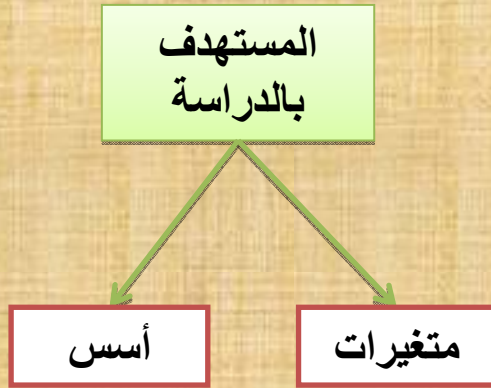 المستهدف
بالدراسة
متغيرات
أسس